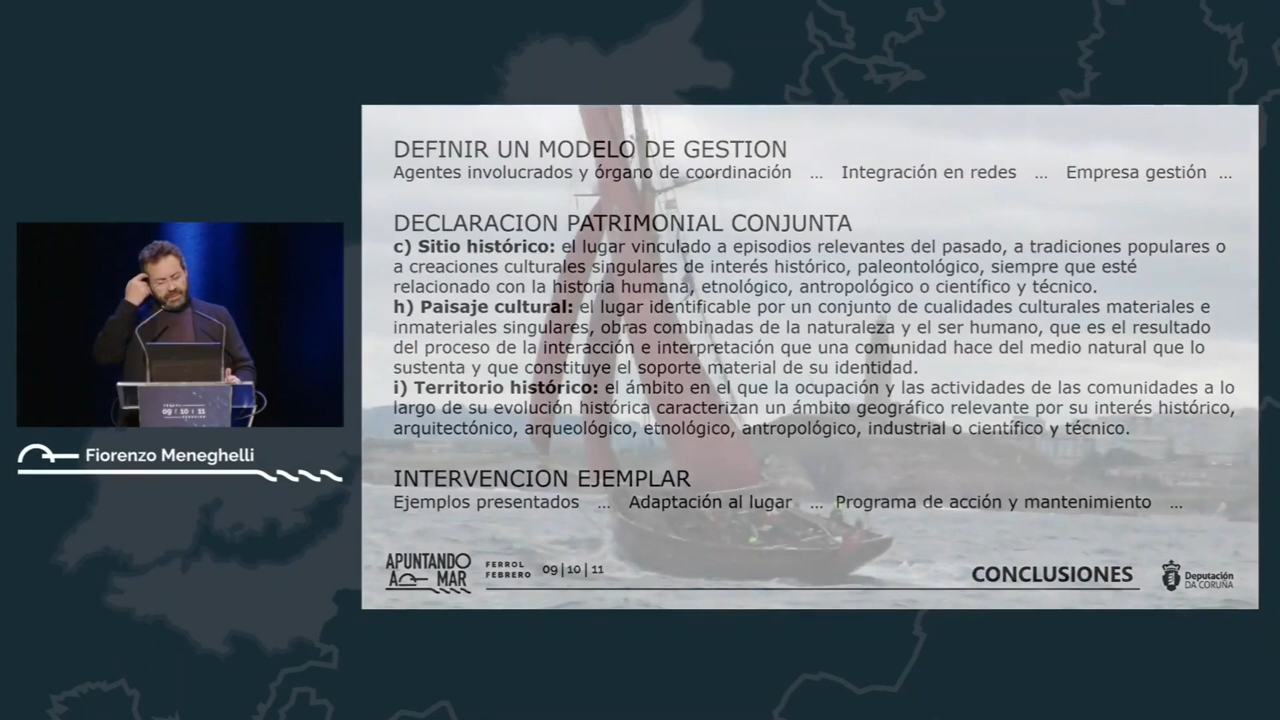 DEFINIR UN MODELO DE GESTION
Agentes involucrados y órgano de coordinación ... Integración en redes ... Empresa gestión ...
DECLARACION PATRIMONIAL CONJUNTA
c) Sitio histórico: el lugar vinculado a episodios relevantes del pasado, a tradiciones populares o
a creaciones culturales singulares de interés histórico, paleontológico, siempre que esté
relacionado con la historia humana, etnológico, antropológico o científico y técnico.
h) Paisaje cultural: el lugar identificable por un conjunto de cualidades culturales materiales e
inmateriales singulares, obras combinadas de la naturaleza y el ser humano, que es el resultado
del proceso de la interacción e interpretación que una comunidad hace del medio natural que lo
sustenta y que constituye el soporte material de su identidad.
i) Territorio histórico: el ámbito en el que la ocupación y las actividades de las comunidades a lo
largo de su evolución histórica caracterizan un ámbito geográfico relevante por su interés histórico,
arquitectónico, arqueológico, etnológico, antropológico, industrial o científico y técnico.
INTERVENCION EJEMPLAR
Ejemplos presentados ... Adaptación al lugar ... Programa de acción y mantenimiento ...
APUNTANDO
A MAR
FERROL
FEBRERO
09|10|11
CONCLUSIONES
Deputación
DA CORUÑA
09 | 10 | 11
Fiorenzo Meneghelli